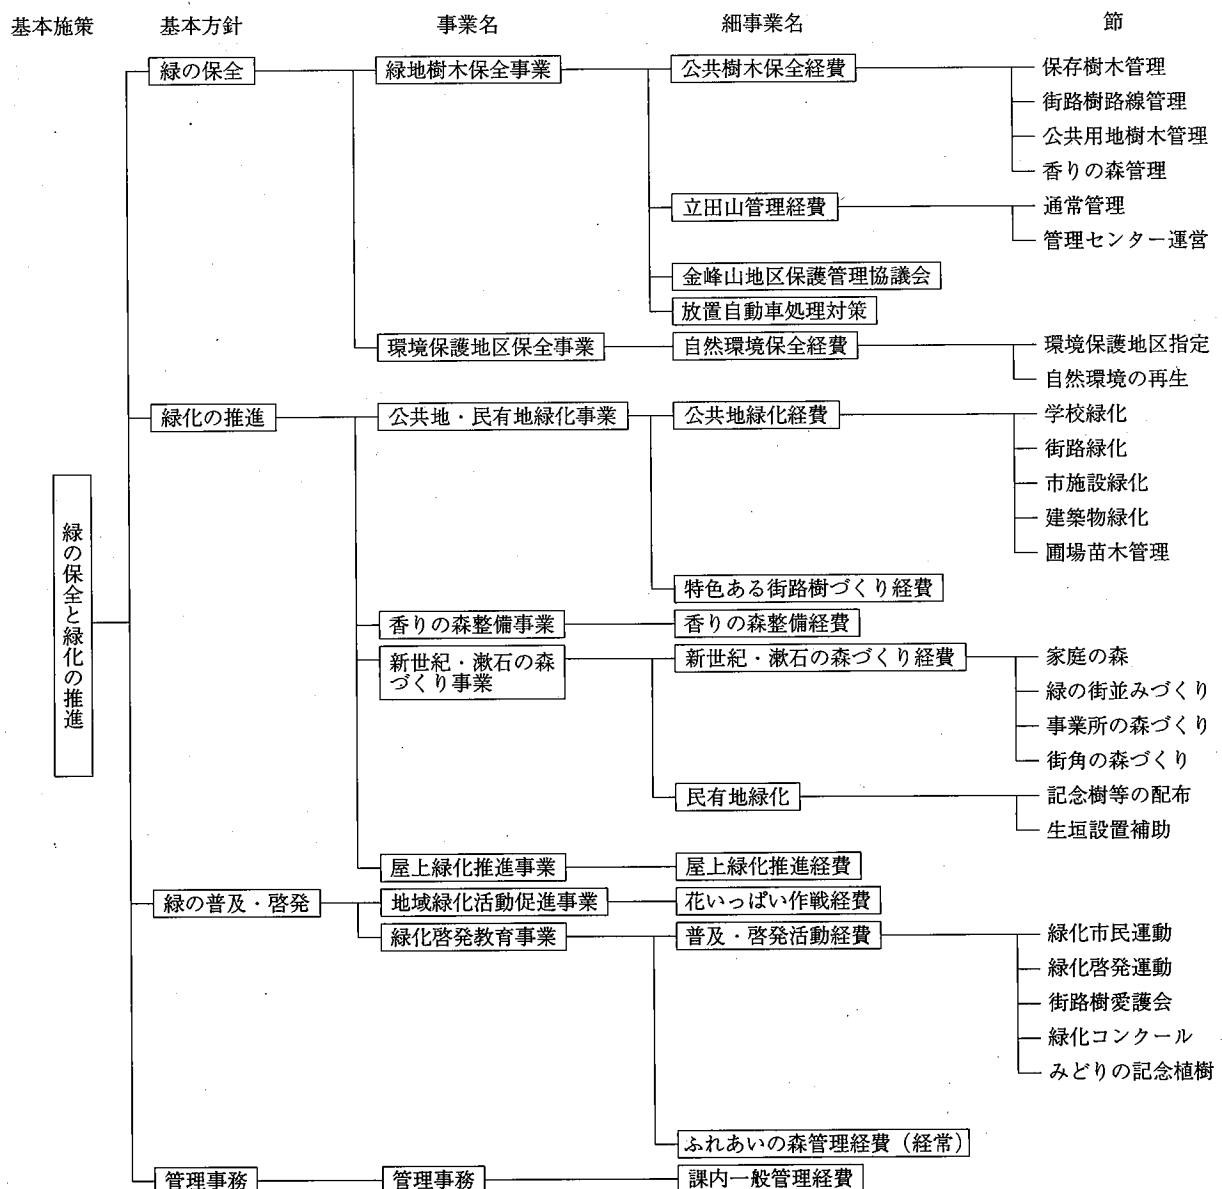 基本施策 基本方針 事業名 細事業名 節
緑の保全と緑化の推進
緑の保全 緑地樹木保全事業 公共樹木保全経費 保存樹木管理
街路樹路線管理
公共用地樹木管理
香りの森管理
立田山管理経費 通常管理
管理センター運営
金峰山地区保護管理協議会
放置自動車処理対策
環境保護地区保全事業 自然環境保全経費 環境保護地区指定
自然環境の再生
緑化の推進 公共地・民有地緑化事業 公共地緑化経費 学校緑化
街路緑化
市施設緑化
建築物緑化
圃場苗木管理
特色ある街路樹づくり経費
香りの森整備事業 香りの森整備経費
新世紀・漱石の森
づくり事業
新世紀・漱石の森づくり経費 家庭の森
緑の街並みづくり
事業所の森づくり
街角の森づくり
民有地緑化 記念樹等の配布
生垣設置補助
屋上緑化推進事業 屋上緑化推進経費
緑の普及・啓発 地域緑化活動促進事業 花いっぱい作戦経費
緑化啓発教育事業 普及・啓発活動経費 緑化市民運動
緑化啓発運動
街路樹愛護会
緑化コンクール
みどりの記念植樹
ふれあいの森管理経費（経常）
管理事務 管理事務 課内一般管理経費